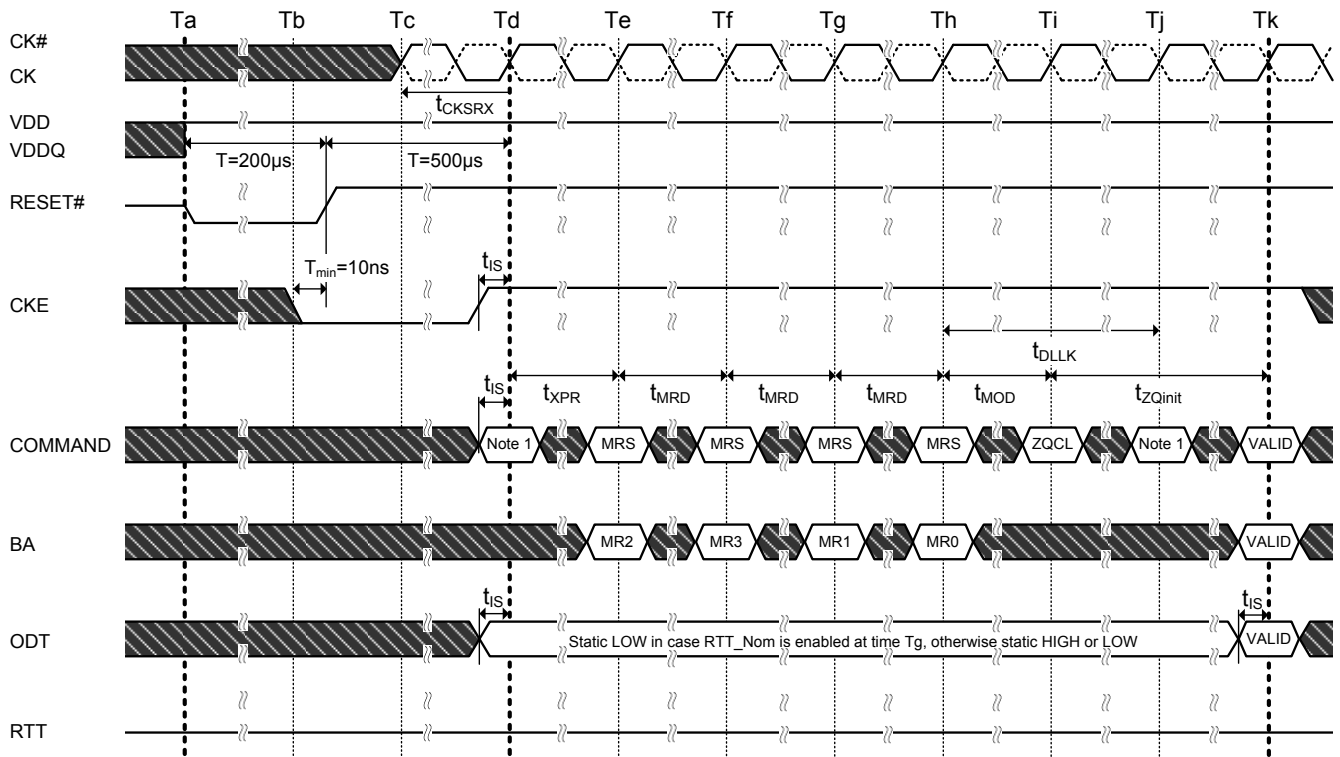 Ta Tb Tc Td Te Tf Tg Th Ti Tj Tk
CK#
CK
tCKSRX
VDD
VDDQ
T=200µs T=500µs
RESET#
Tmin=10ns tIS
CKE
tDLLK
tIS tXPR tMRD tMRD tMRD tMOD tZQinit
COMMAND Note 1 MRS MRS MRS MRS ZQCL Note 1 VALID
BA MR2 MR3 MR1 MR0 VALID
tIS tIS
ODT Static LOW in case RTT_Nom is enabled at time Tg, otherwise static HIGH or LOW VALID
RTT